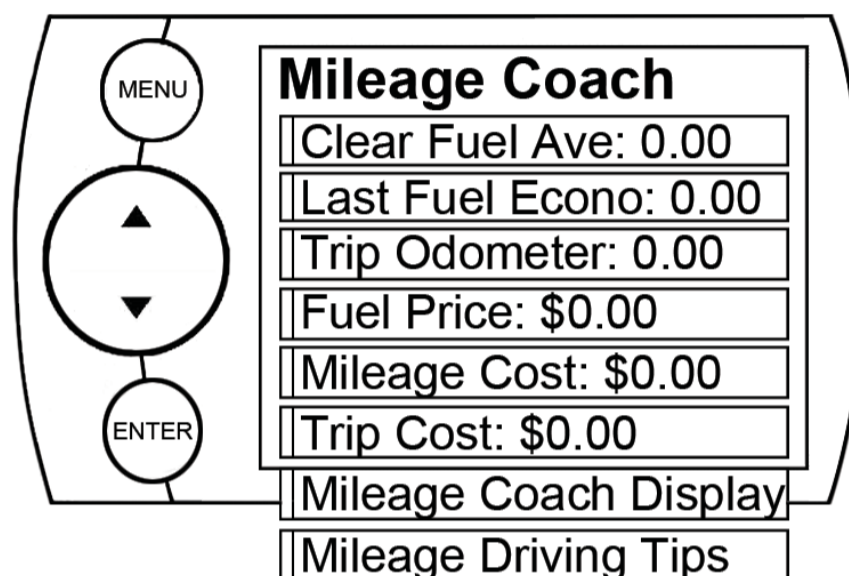 MENU
ENTER
Mileage Coach
Clear Fuel Ave: 0.00
Last Fuel Econo: 0.00
Trip Odometer: 0.00
Fuel Price: $0.00
Mileage Cost: $0.00
Trip Cost: $0.00
Mileage Coach Display
Mileage Driving Tips